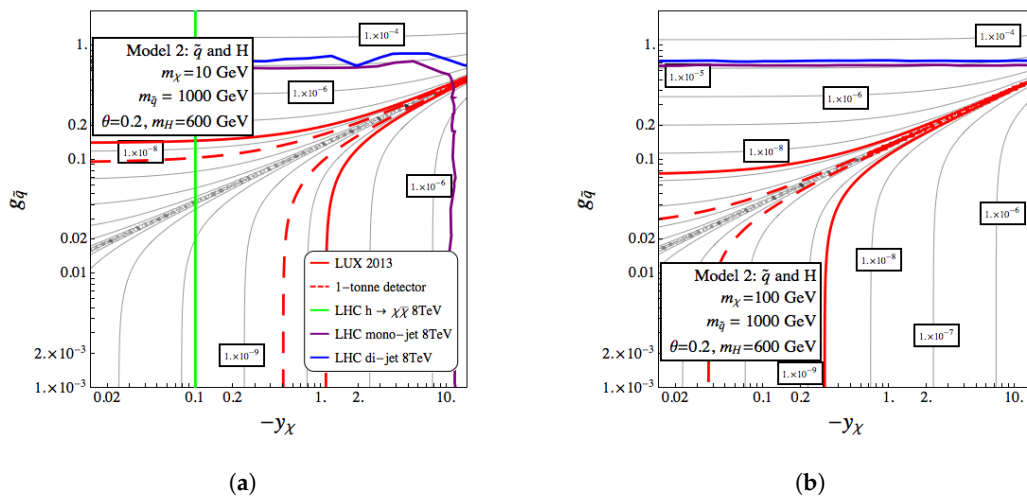 1.
0.2
0.1
0.02
0.01
2.×10⁻³
1.×10⁻³
g_q̃
Model 2: q̃ and H
m_χ=10 GeV
m_q̃ = 1000 GeV
θ=0.2, m_H=600 GeV
1.×10⁻⁴
1.×10⁻⁶
1.×10⁻⁸
1.×10⁻⁶
1.×10⁻⁹
LUX 2013
1-tonne detector
LHC h → χχ̄ 8TeV
LHC mono-jet 8TeV
LHC di-jet 8TeV
0.02 0.1 0.2 1. 2. 10.
−y_χ
(a)
1.
0.2
0.1
0.02
0.01
2.×10⁻³
1.×10⁻³
g_q̃
1.×10⁻⁴
1.×10⁻⁵
1.×10⁻⁶
1.×10⁻⁸
1.×10⁻⁶
1.×10⁻⁸
1.×10⁻⁷
1.×10⁻⁹
Model 2: q̃ and H
m_χ=100 GeV
m_q̃ = 1000 GeV
θ=0.2, m_H=600 GeV
0.02 0.1 0.2 1. 2. 10.
−y_χ
(b)